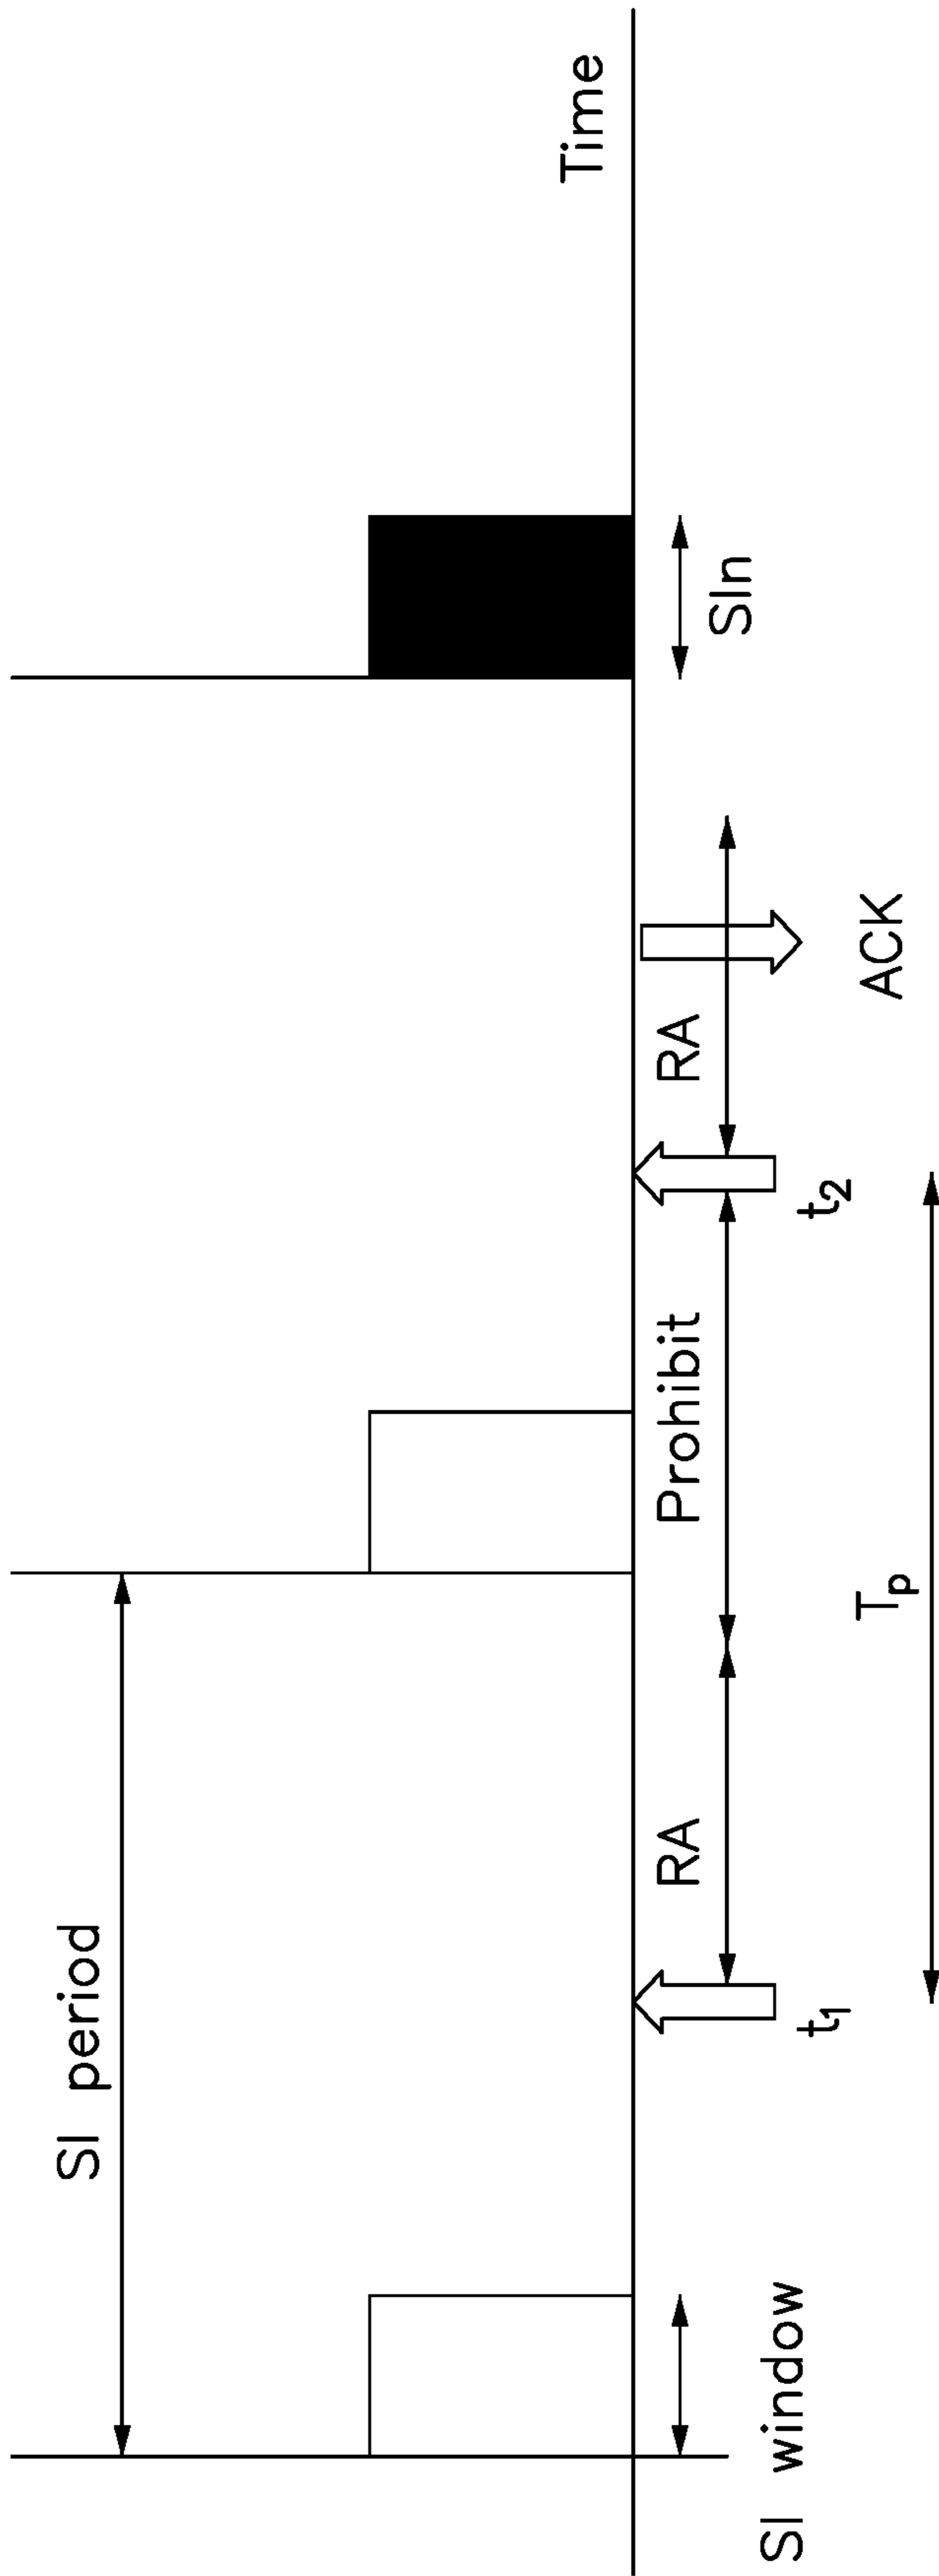 SI period
Time
SI window
RA
Prohibit
RA
SIn
t1
t2
ACK
Tp